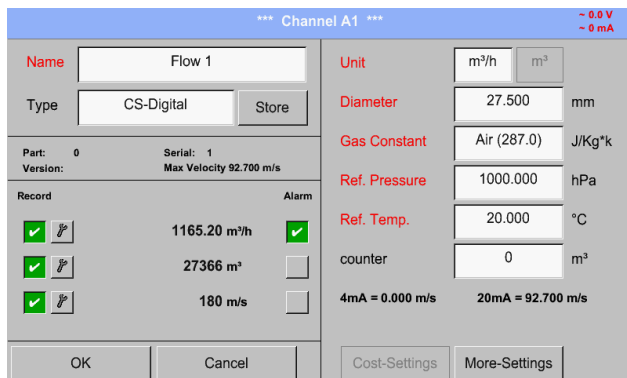 *** Channel A1 ***
~ 0.0 V
~ 0 mA
Name Flow 1
Type CS-Digital Store
Part: 0 Serial: 1
Version: Max Velocity 92.700 m/s
Record Alarm
1165.20 m³/h
27366 m³
180 m/s
OK Cancel
Unit m³/h m³
Diameter 27.500 mm
Gas Constant Air (287.0) J/Kg*k
Ref. Pressure 1000.000 hPa
Ref. Temp. 20.000 °C
counter 0 m³
4mA = 0.000 m/s 20mA = 92.700 m/s
Cost-Settings More-Settings